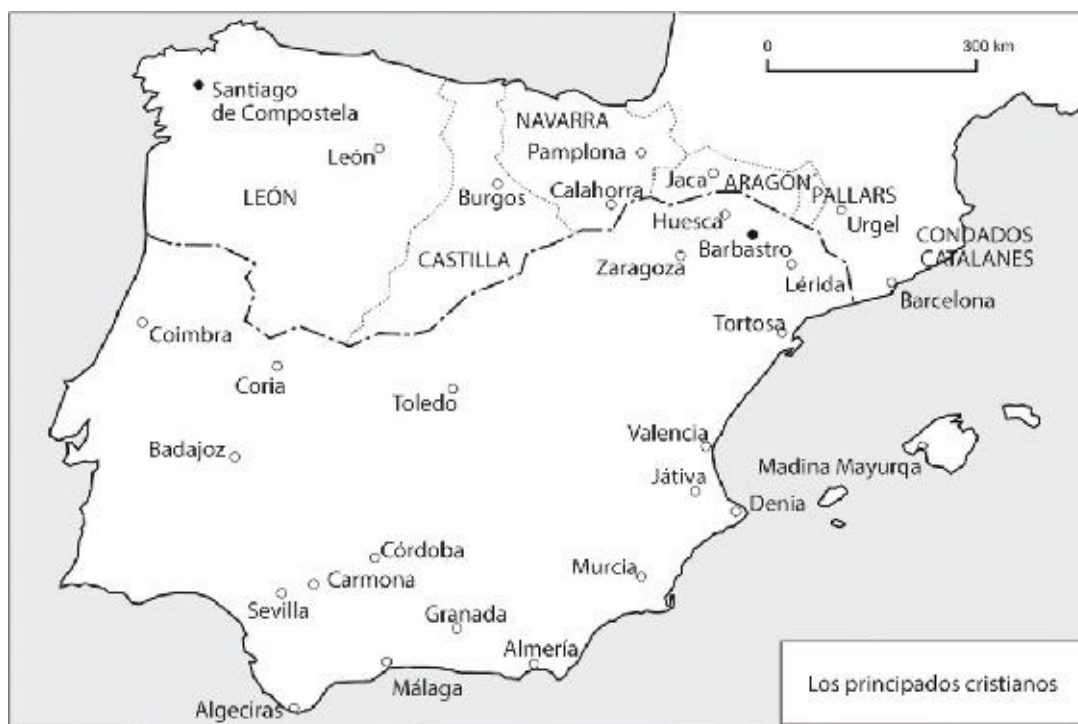 0
300 km
Santiago
de Compostela
NAVARRA
León
Pamplona
LEÓN
Burgos
Calahorra
Jaca
ARAGÓN
PALLARS
Huesca
Urgel
CASTILLA
Zaragoza
Barbastro
CONDADOS
CATALANES
Lérida
Barcelona
Coimbra
Tortosa
Coria
Toledo
Badajoz
Valencia
Madina Mayurqa
Játiva
Denia
Córdoba
Carmona
Murcia
Sevilla
Granada
Almería
Málaga
Algeciras
Los principados cristianos